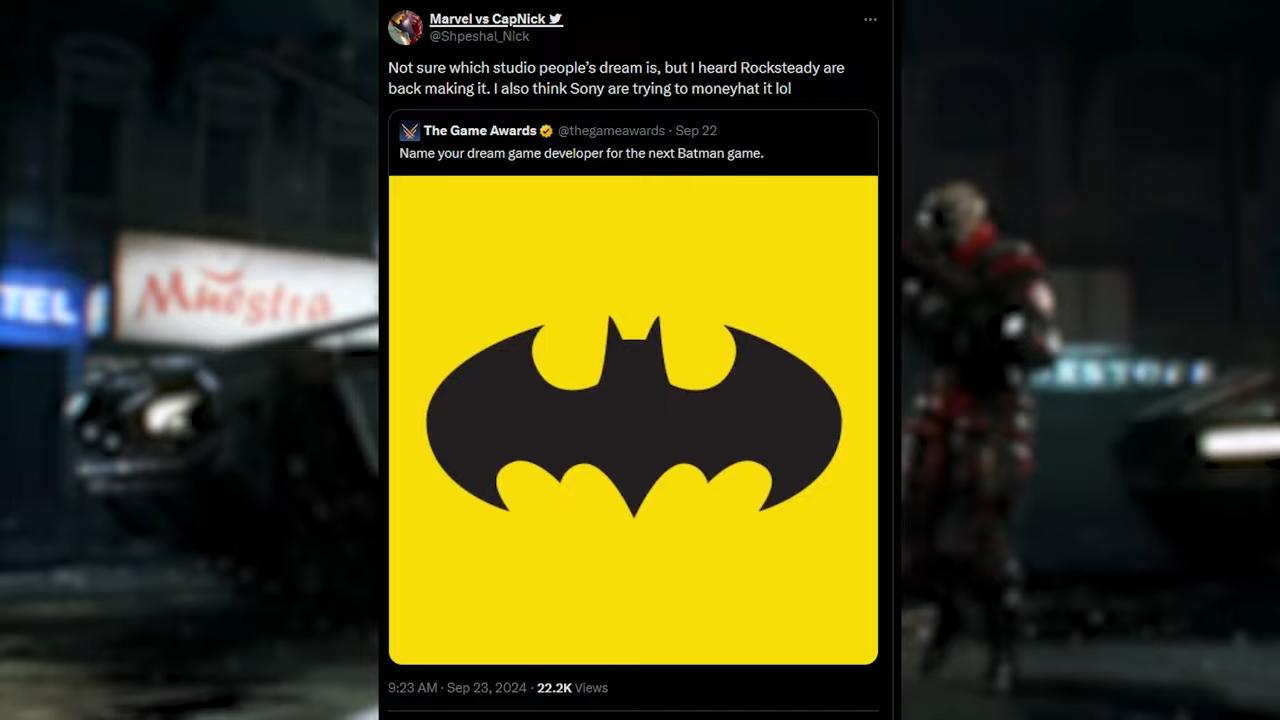 Marvel vs CapNick
@Shpeshal_Nick
Not sure which studio people’s dream is, but I heard Rocksteady are
back making it. I also think Sony are trying to moneyhat it lol
The Game Awards @thegameawards · Sep 22
Name your dream game developer for the next Batman game.
TEL
Muestra
9:23 AM · Sep 23, 2024 · 22.2K Views